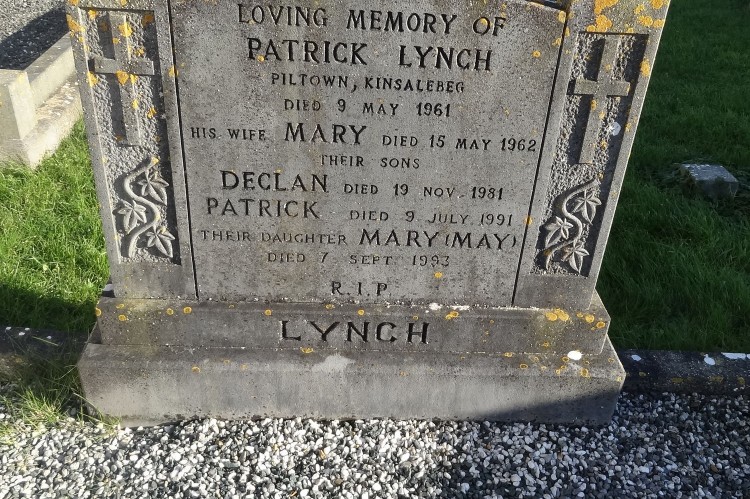 LOVING MEMORY OF
PATRICK LYNCH
PILTOWN, KINSALEBEG
DIED 9 MAY 1961
HIS WIFE MARY DIED 15 MAY 1962
THEIR SONS
DECLAN DIED 19 NOV. 1981
PATRICK DIED 9. JULY. 1991
THEIR DAUGHTER MARY (MAY)
DIED 7 SEPT. 1993
R.I.P.
LYNCH